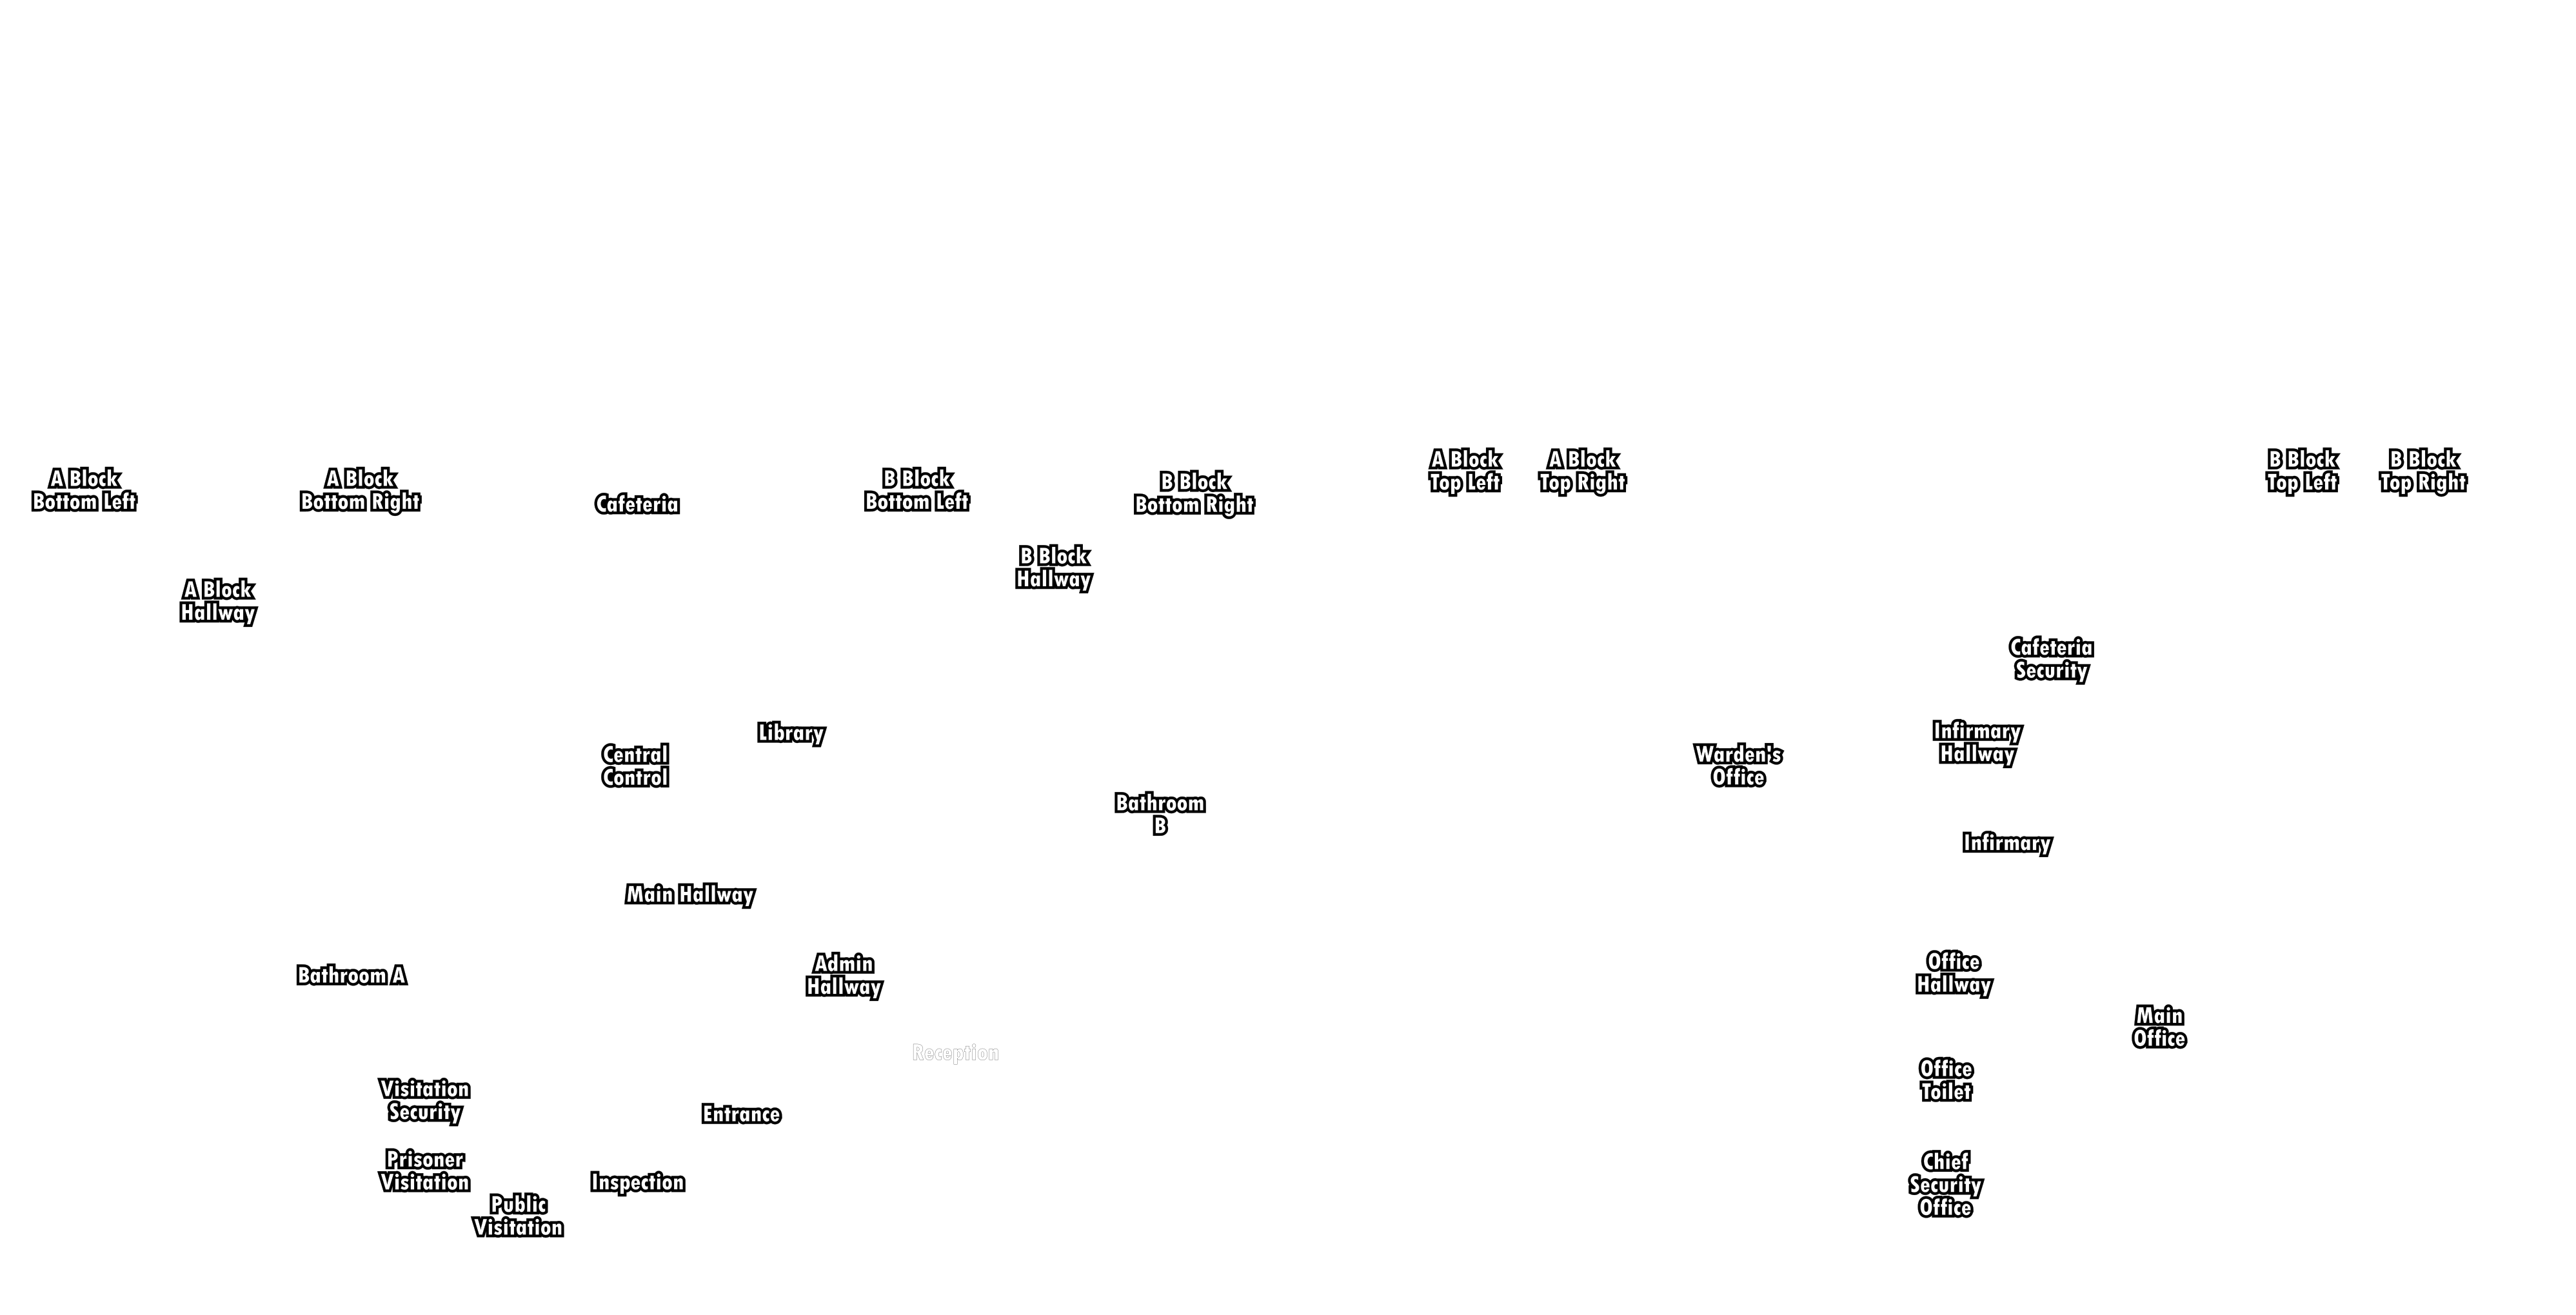 A Block
Bottom Left
A Block
Bottom Right
Cafeteria
B Block
Bottom Left
B Block
Bottom Right
A Block
Top Left
A Block
Top Right
B Block
Top Left
B Block
Top Right
A Block
Hallway
B Block
Hallway
Cafeteria
Security
Library
Central
Control
Warden's
Office
Infirmary
Hallway
Bathroom
B
Infirmary
Main Hallway
Bathroom A
Admin
Hallway
Office
Hallway
Main
Office
Reception
Visitation
Security
Entrance
Office
Toilet
Prisoner
Visitation
Public
Visitation
Inspection
Chief
Security
Office